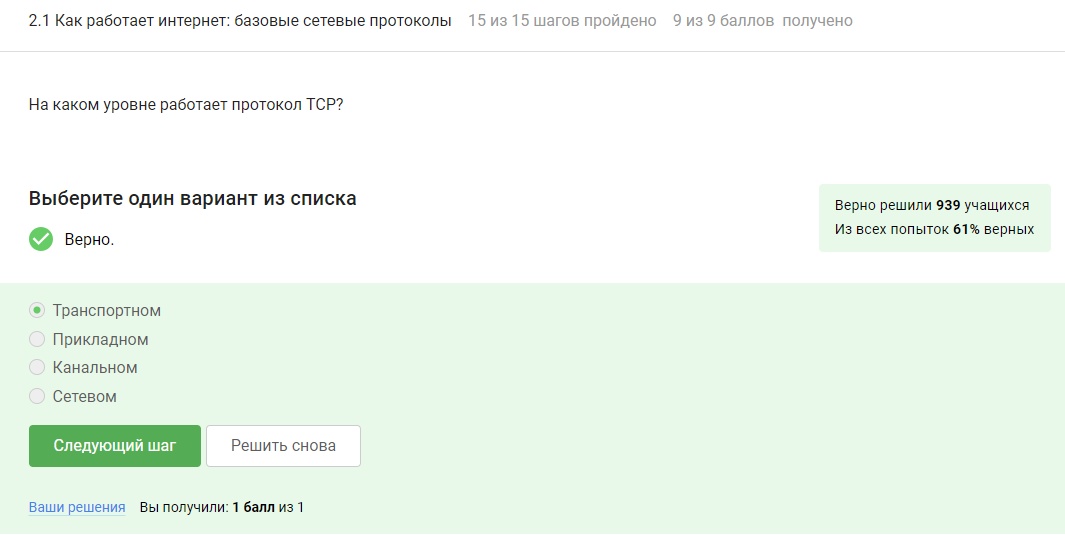 2.1 Как работает интернет: базовые сетевые протоколы 15 из 15 шагов пройдено 9 из 9 баллов получено
На каком уровне работает протокол TCP?
Выберите один вариант из списка
Верно.
Верно решили 939 учащихся
Из всех попыток 61% верных
Транспортном
Прикладном
Канальном
Сетевом
Следующий шаг Решить снова
Ваши решения Вы получили: 1 балл из 1